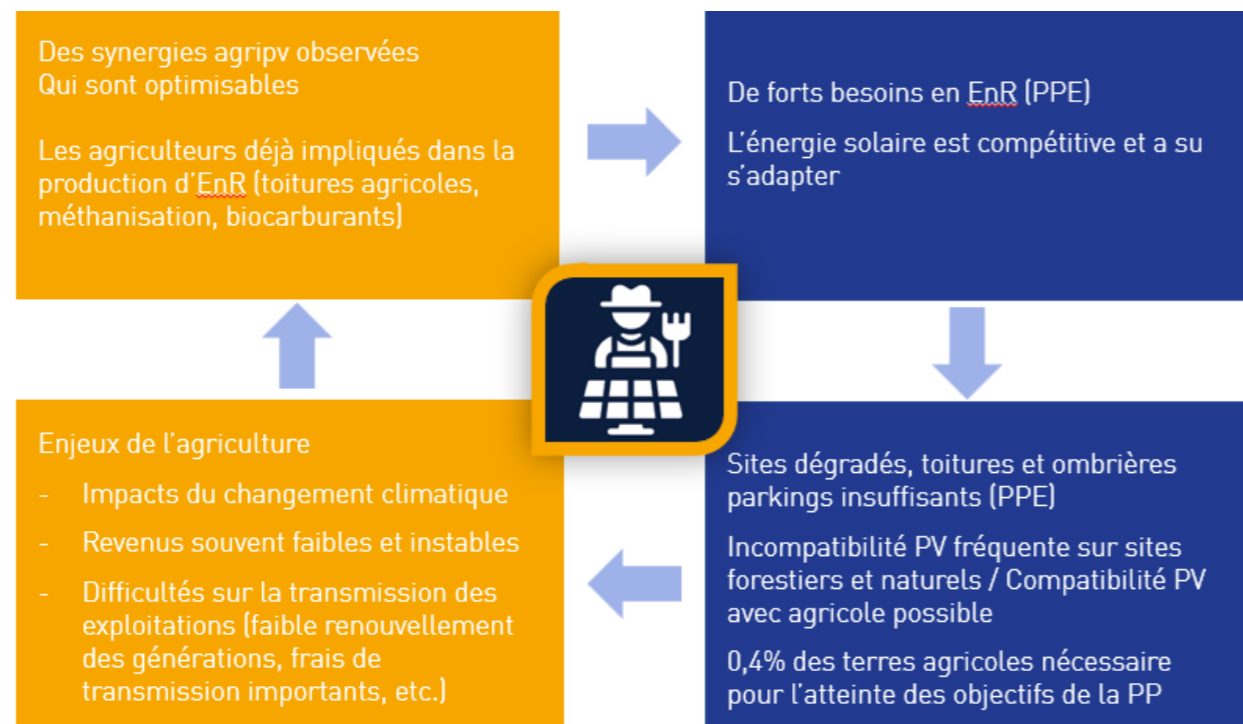 Des synergies agripv observées
Qui sont optimisables
Les agriculteurs déjà impliqués dans la
production d'EnR (toitures agricoles,
méthanisation, biocarburants)
De forts besoins en EnR (PPE)
L'énergie solaire est compétitive et a su
s'adapter
Sites dégradés, toitures et ombrières
parkings insuffisants (PPE)
Incompatibilité PV fréquente sur sites
forestiers et naturels / Compatibilité PV
avec agricole possible
0,4% des terres agricoles nécessaire
pour l'atteinte des objectifs de la PP
Enjeux de l'agriculture
- Impacts du changement climatique
- Revenus souvent faibles et instables
- Difficultés sur la transmission des
exploitations (faible renouvellement
des générations, frais de
transmission importants, etc.)